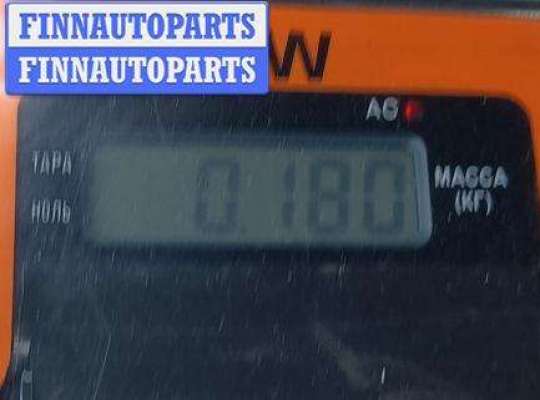 FINNAUTOPARTS
FINNAUTOPARTS
W
AC
ТАРА
НОЛЬ
0.180
МАССА
(КГ)